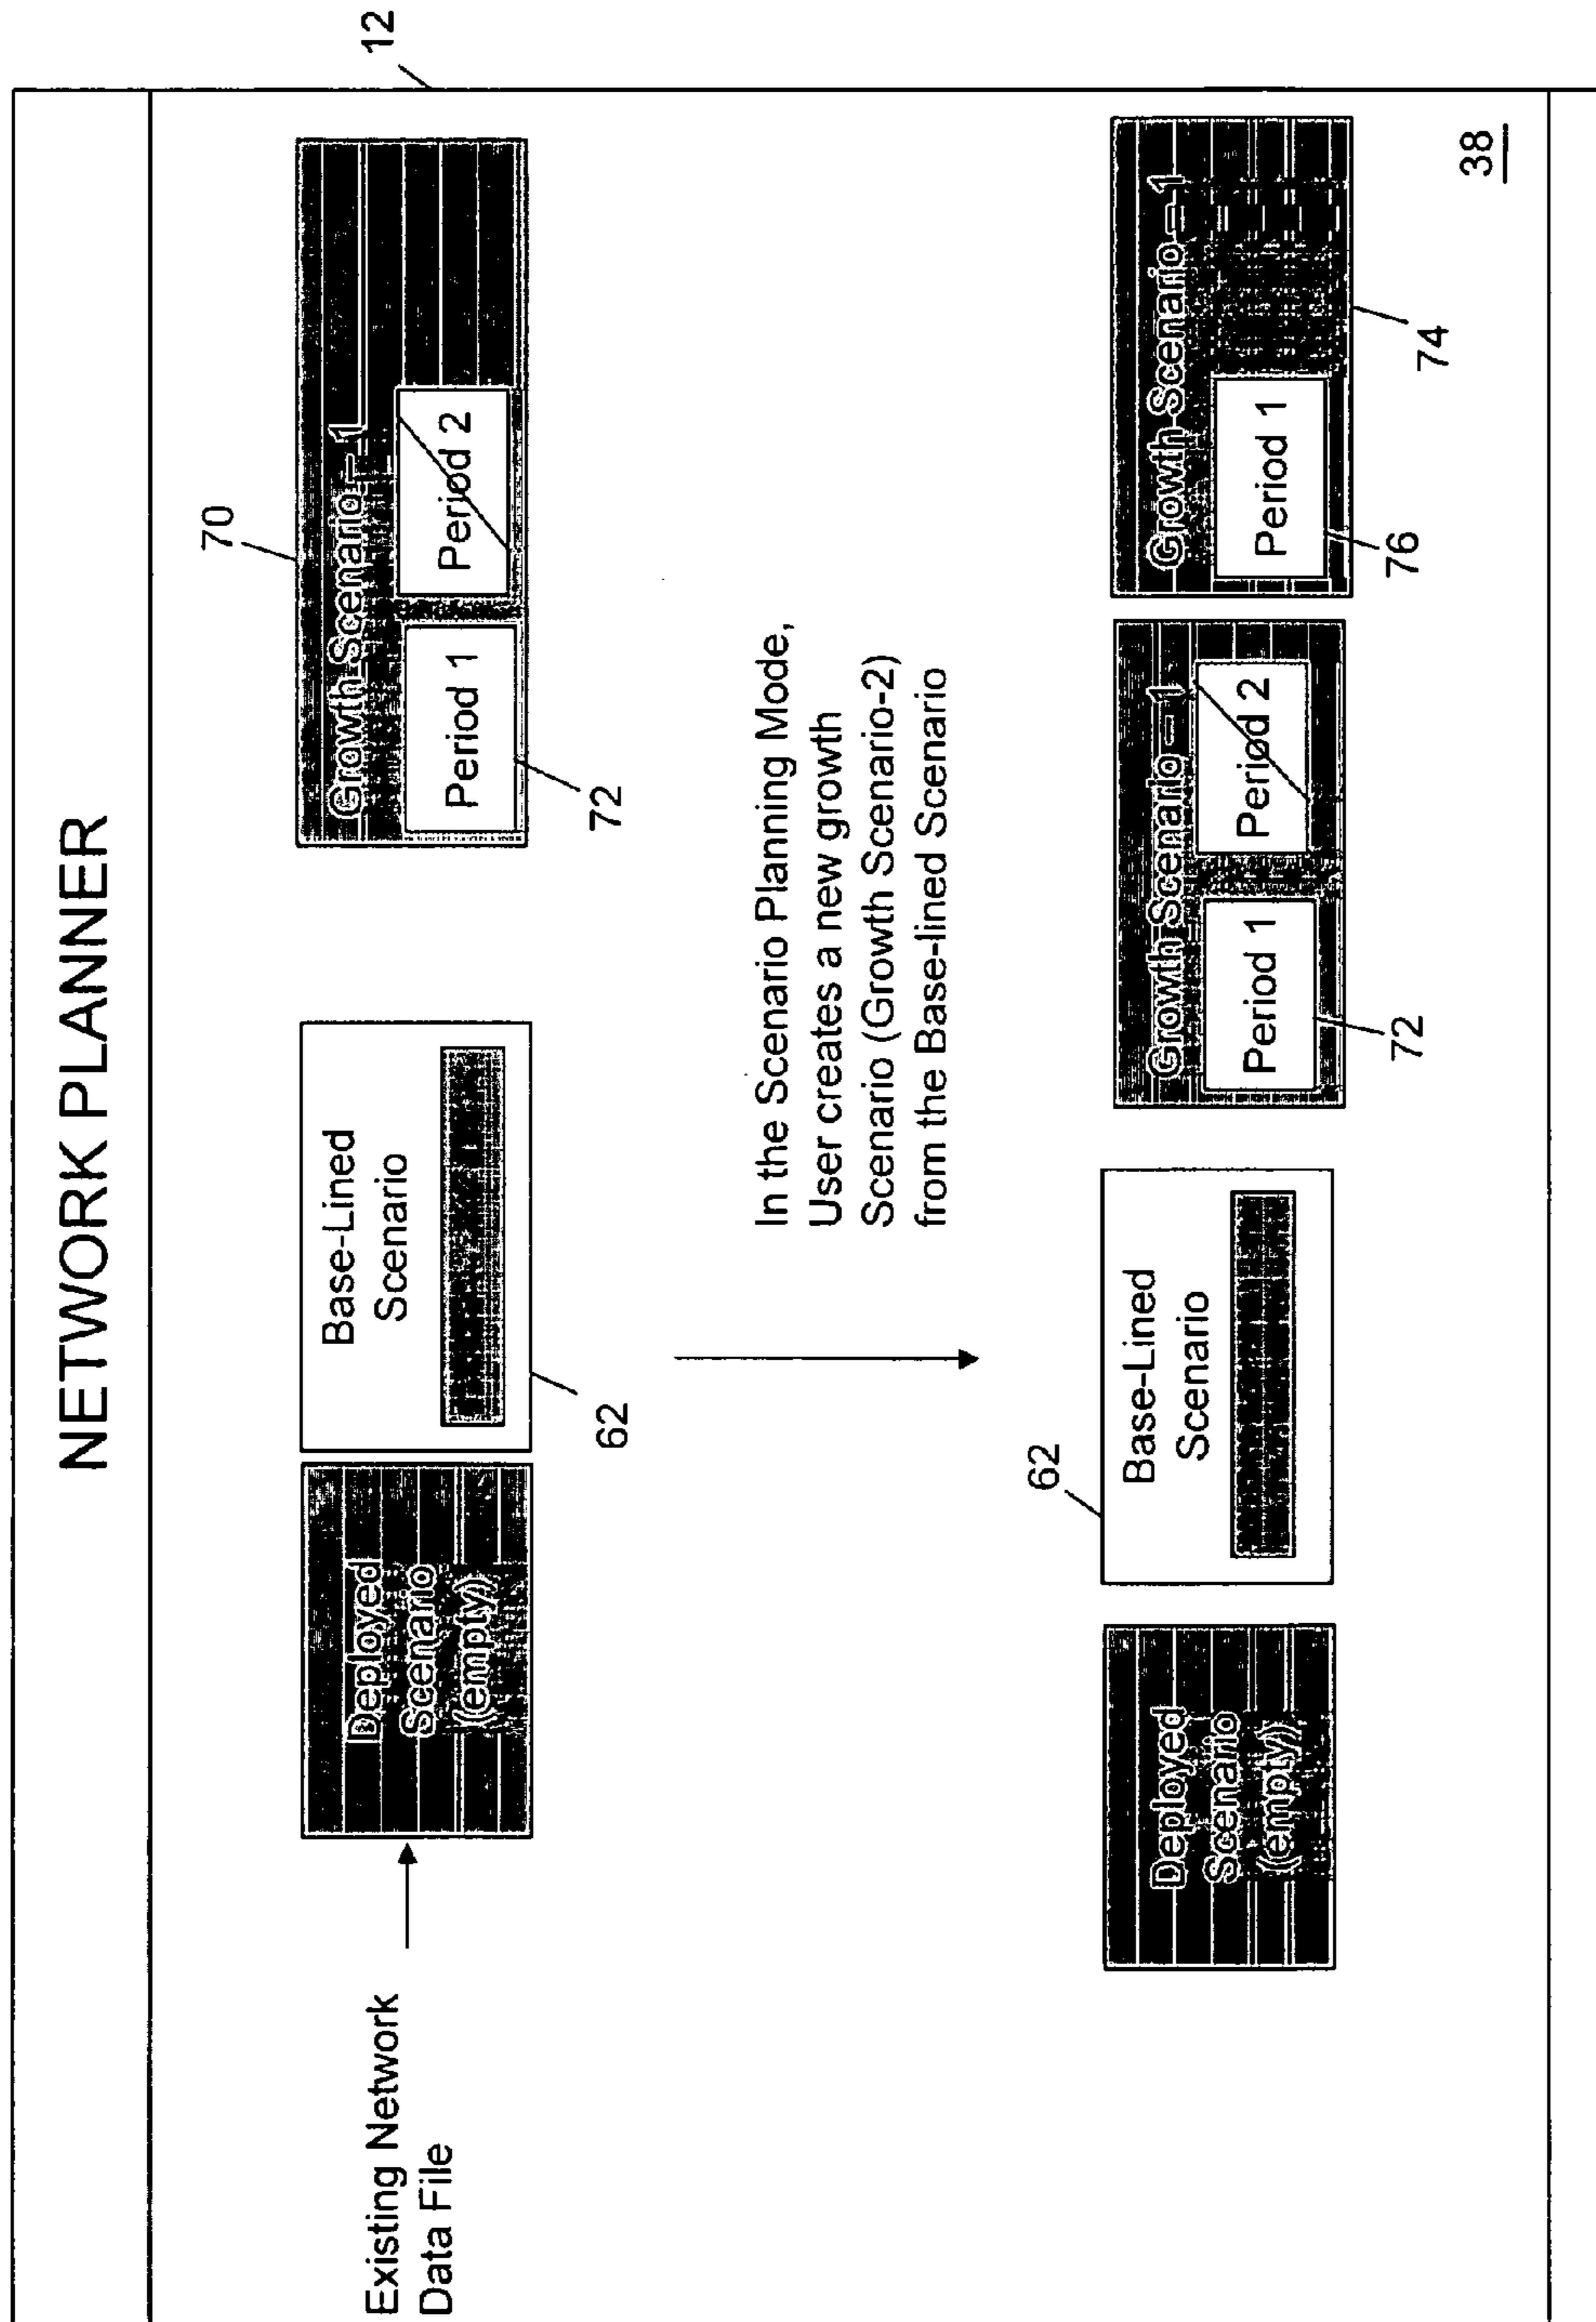 NETWORK PLANNER
12
Existing Network
Data File
Deployed
Scenario
(empty)
Base-Lined
Scenario
62
70
Growth Scenario – 1
Period 1
Period 2
72
In the Scenario Planning Mode,
User creates a new growth
Scenario (Growth Scenario-2)
from the Base-lined Scenario
Deployed
Scenario
(empty)
62
Base-Lined
Scenario
Growth Scenario – 1
Period 1
Period 2
72
Growth Scenario – 1
Period 1
76
74
38